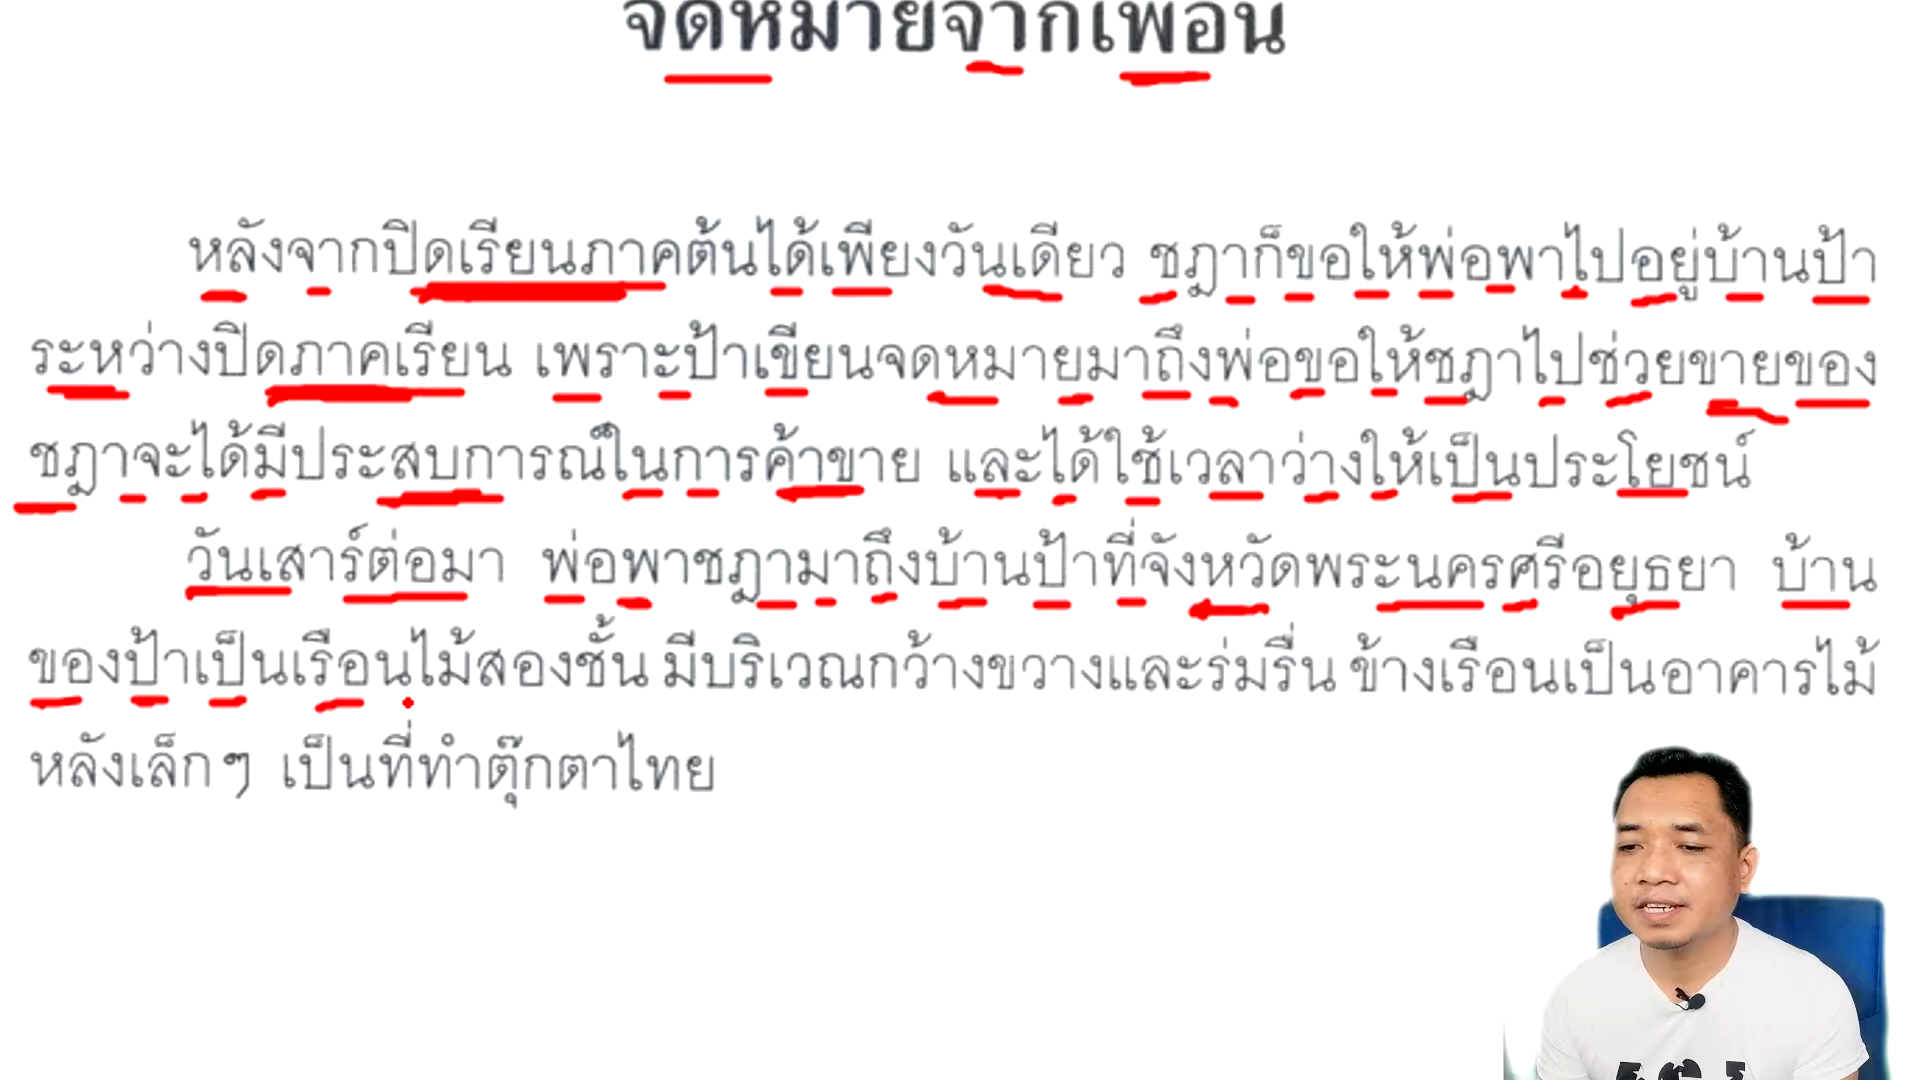 จดหมายจากเพื่อน
หลังจากปิดเรียนภาคต้นได้เพียงวันเดียว ชฎาก็ขอให้พ่อพาไปอยู่บ้านป้า
ระหว่างปิดภาคเรียน เพราะป้าเขียนจดหมายมาถึงพ่อขอให้ชฎาไปช่วยขายของ
ชฎาจะได้มีประสบการณ์ในการค้าขาย และได้ใช้เวลาว่างให้เป็นประโยชน์
วันเสาร์ต่อมา พ่อพาชฎามาถึงบ้านป้าที่จังหวัดพระนครศรีอยุธยา บ้าน
ของป้าเป็นเรือนไม้สองชั้น มีบริเวณกว้างขวางและร่มรื่น ข้างเรือนเป็นอาคารไม้
หลังเล็กๆ เป็นที่ทำตุ๊กตาไทย